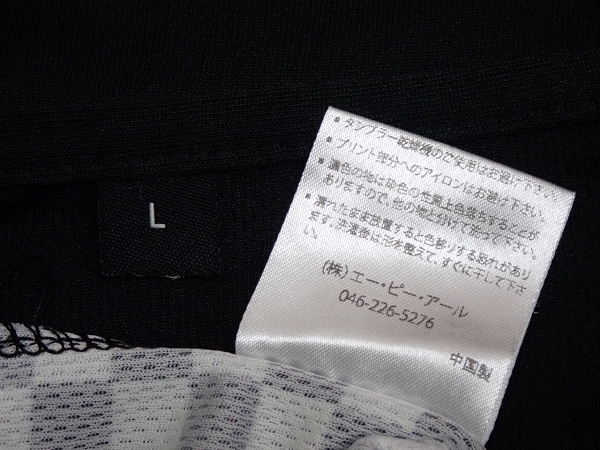 L
▪タンブラー乾燥機のご使用はお避け下さい。
▪プリント部分へのアイロンはお避け下さい。
▪濃色の物は染色の性質上色落ちすることが
ありますので、他の物と分けて洗って下さい。
▪濡れたまま放置すると色移りする恐れがあり
ます。洗濯後は形を整えて、すぐに干して下さ
い。
(株) エー・ピー・アール
046-226-5276
中国製